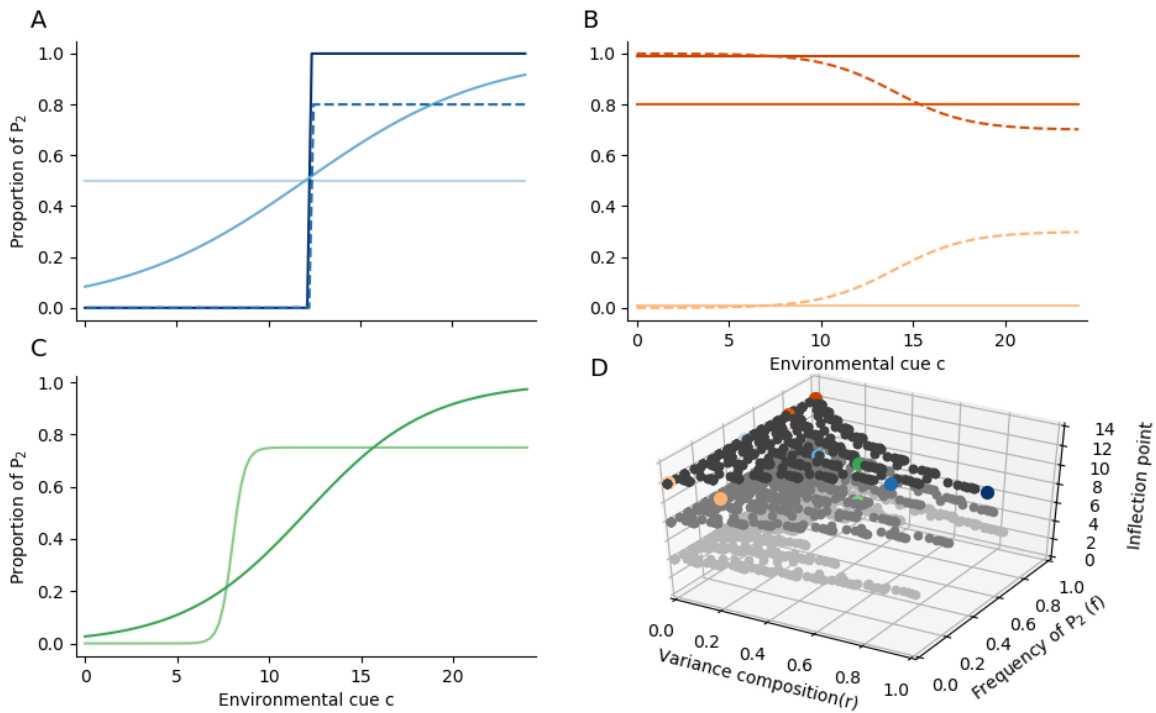 A
1.0
0.8
0.6
0.4
0.2
0.0
Proportion of P2
B
1.0
0.8
0.6
0.4
0.2
0.0
0 5 10 15 20
Environmental cue c
C
1.0
0.8
0.6
0.4
0.2
0.0
Proportion of P2
0 5 10 15 20
Environmental cue c
D
14
12
10
8
6
4
2
0
Inflection point
0.0 0.2 0.4 0.6 0.8 1.0
Variance composition(r)
0.0 0.2 0.4 0.6 0.8 1.0
Frequency of P2 (f)